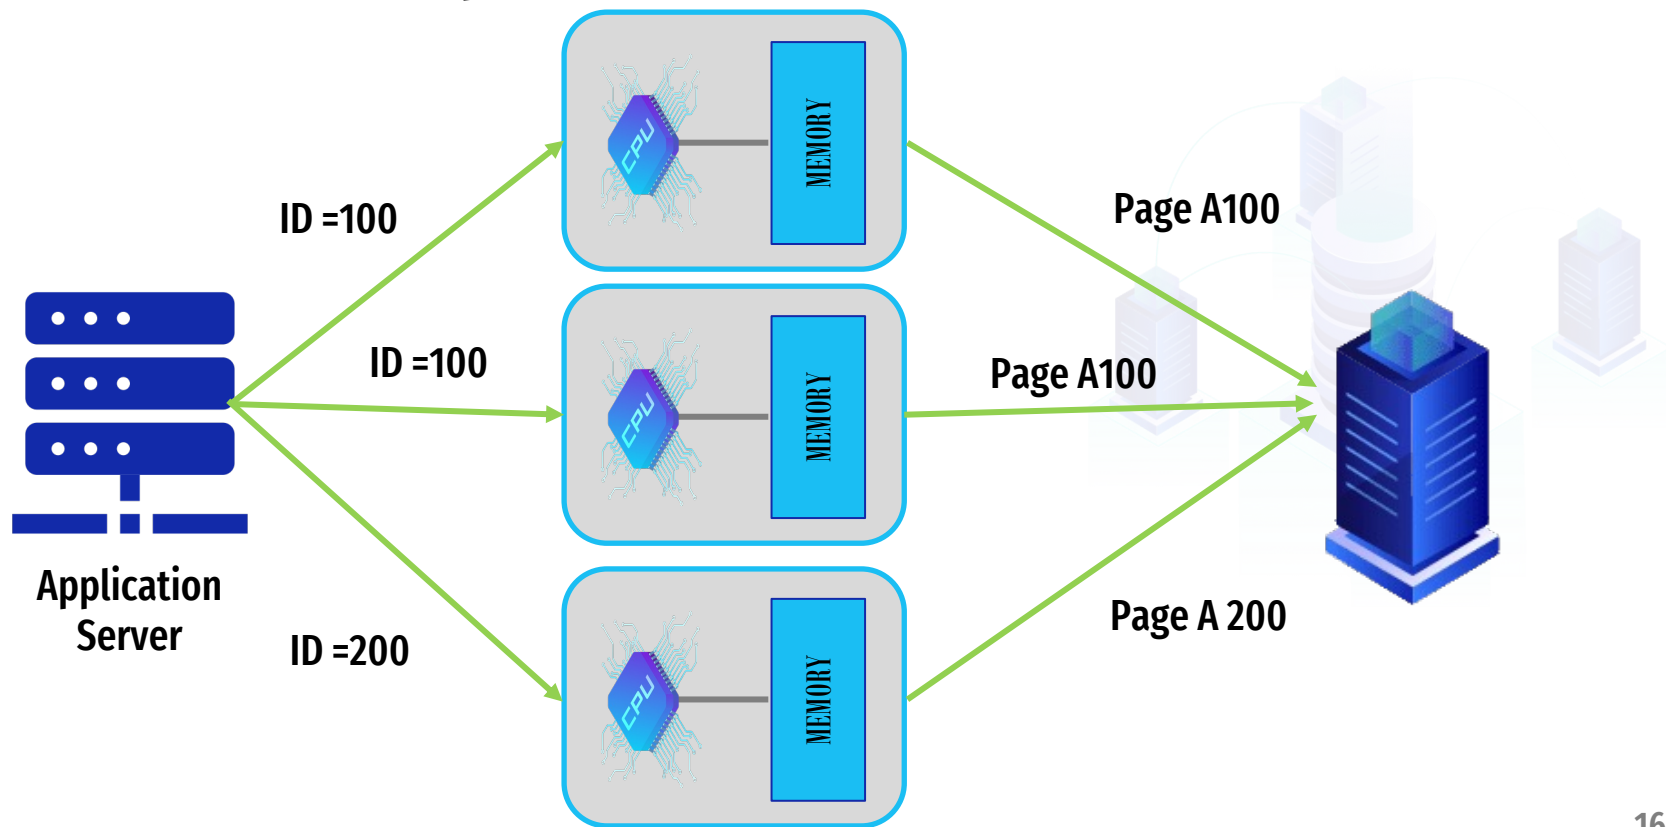 CPU
MEMORY
ID =100
Page A100
ID =100
CPU
MEMORY
Page A100
Application
Server
ID =200
CPU
MEMORY
Page A 200
16